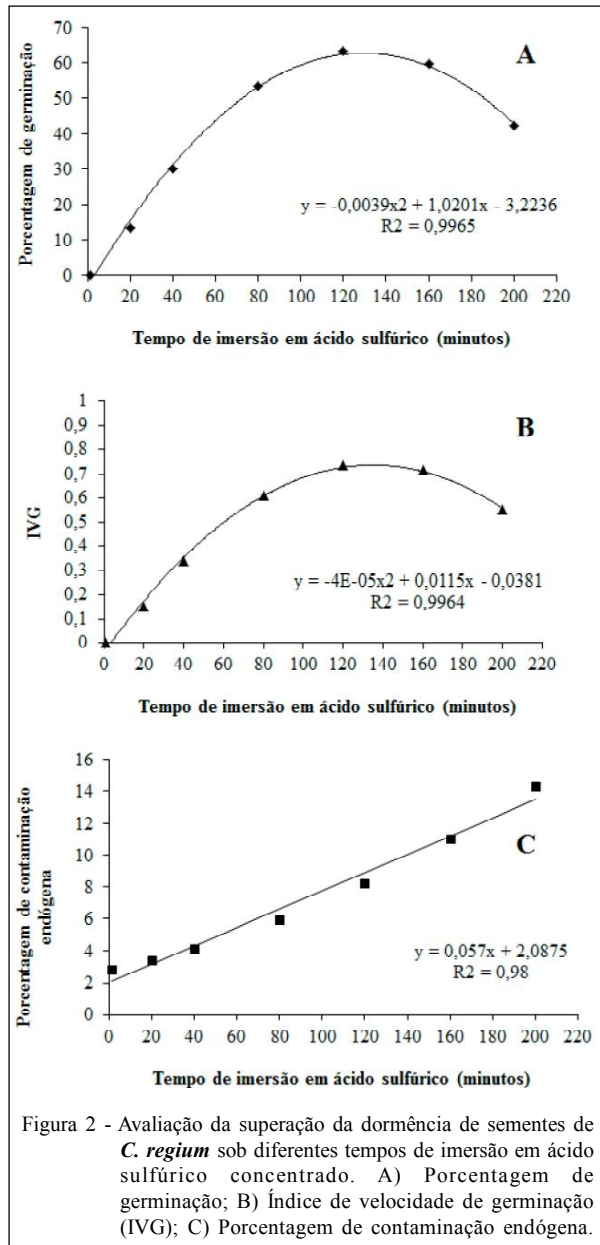 70
60
50
40
30
20
10
0
Porcentagem de germinação
A
y = -0,0039x2 + 1,0201x - 3,2236
R2 = 0,9965
0 20 40 60 80 100 120 140 160 180 200 220
Tempo de imersão em ácido sulfúrico (minutos)
1
0,9
0,8
0,7
0,6
0,5
0,4
0,3
0,2
0,1
0
IVG
B
y = -4E-05x2 + 0,0115x - 0,0381
R2 = 0,9964
0 20 40 60 80 100 120 140 160 180 200 220
Tempo de imersão em ácido sulfúrico (minutos)
16
14
12
10
8
6
4
2
0
Porcentagem de contaminação
endógena
C
y = 0,057x + 2,0875
R2 = 0,98
0 20 40 60 80 100 120 140 160 180 200 220
Tempo de imersão em ácido sulfúrico (minutos)
Figura 2 - Avaliação da superação da dormência de sementes de
C. regium sob diferentes tempos de imersão em ácido
sulfúrico concentrado. A) Porcentagem de
germinação; B) Índice de velocidade de germinação
(IVG); C) Porcentagem de contaminação endógena.